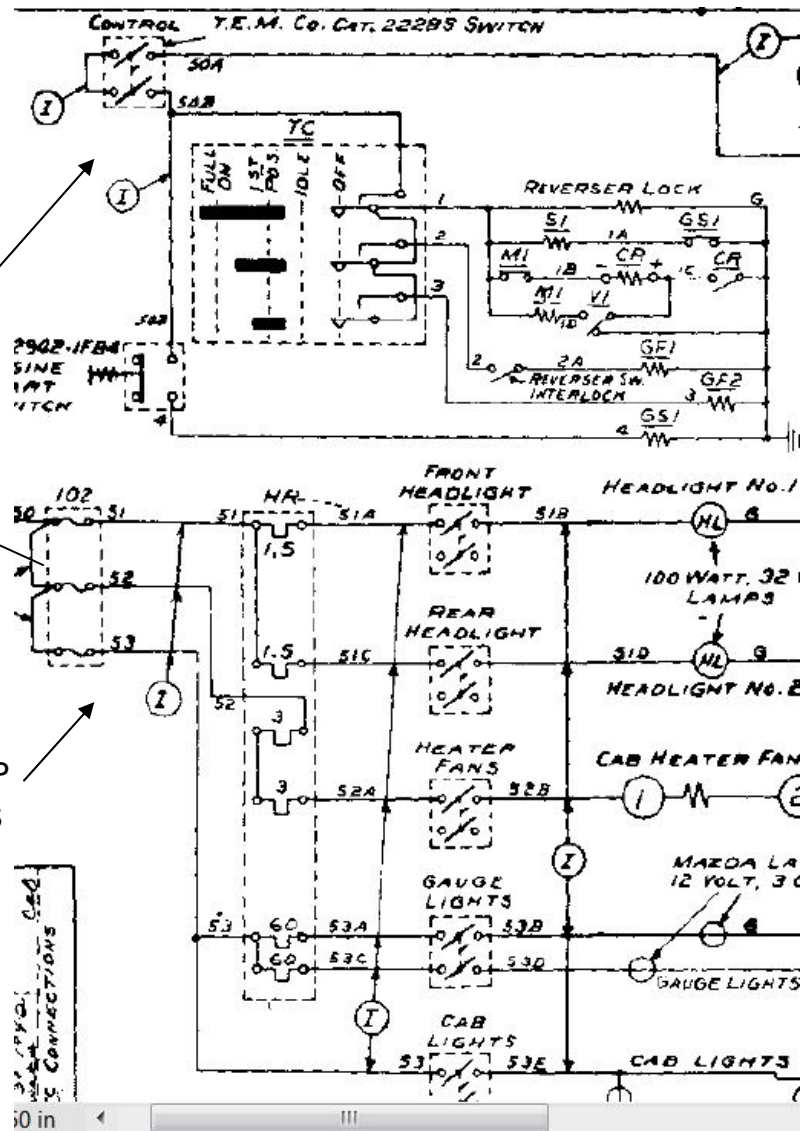 CONTROL
T.E.M. CO. CAT. 2228S SWITCH
50A
I
I
50B
I
TC
FULL ON
1ST POS.
IDLE
OFF
1
2
3
REVERSER LOCK
G
S1
1A
GS1
M1
1B
- CR +
1C
CR
M1
1D
V1
50B
2
2A
GF1
REVERSER SW.
INTERLOCK
3
GF2
4
4
GS1
102
50
51
52
53
HR
51
1.5
51A
FRONT
HEADLIGHT
51B
HEADLIGHT NO. 1
HL
G
100 WATT, 32
LAMPS
REAR
HEADLIGHT
1.5
51C
51D
HL
G
HEADLIGHT NO. 2
I
52
3
HEATER
FANS
CAB HEATER FAN
3
52A
52B
1
2
I
MAZDA LA
12 VOLT, 3
GAUGE
LIGHTS
53
60
53A
53B
G
60
53C
53D
GAUGE LIGHTS
I
CAB
LIGHTS
53
53E
CAB LIGHTS
C CONNECTIONS
50 in